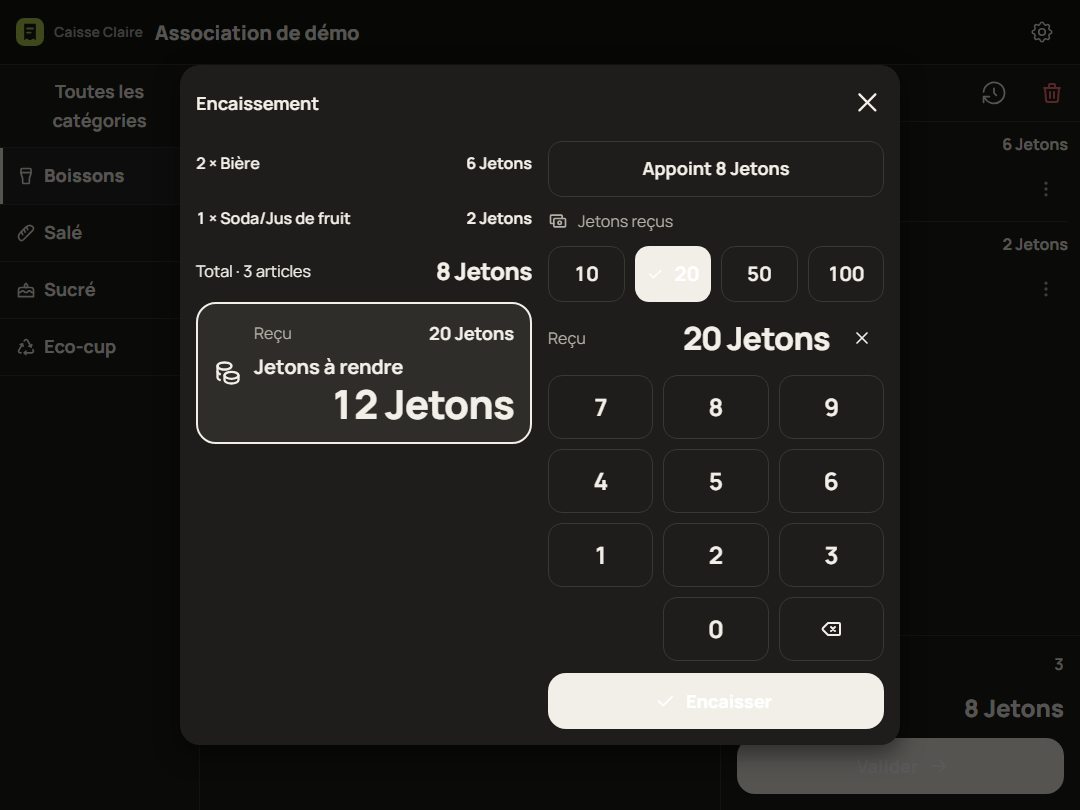 Caisse Claire Association de démo
Toutes les
catégories
Boissons
Salé
Sucré
Eco-cup
Encaissement
2 × Bière 6 Jetons
1 × Soda/Jus de fruit 2 Jetons
Total · 3 articles 8 Jetons
Reçu 20 Jetons
Jetons à rendre
12 Jetons
Appoint 8 Jetons
Jetons reçus
10 20 50 100
Reçu 20 Jetons
7 8 9
4 5 6
1 2 3
0
Encaisser
6 Jetons
2 Jetons
3
8 Jetons
Valider